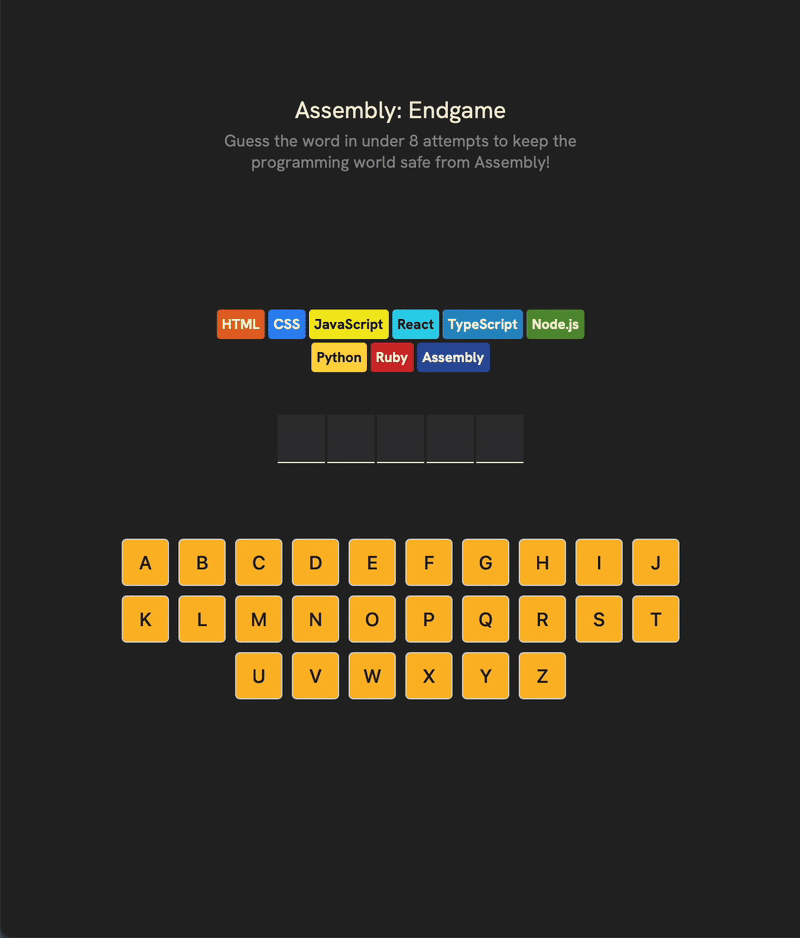 Assembly: Endgame
Guess the word in under 8 attempts to keep the
programming world safe from Assembly!
HTML CSS JavaScript React TypeScript Node.js
Python Ruby Assembly
A B C D E F G H I J
K L M N O P Q R S T
U V W X Y Z